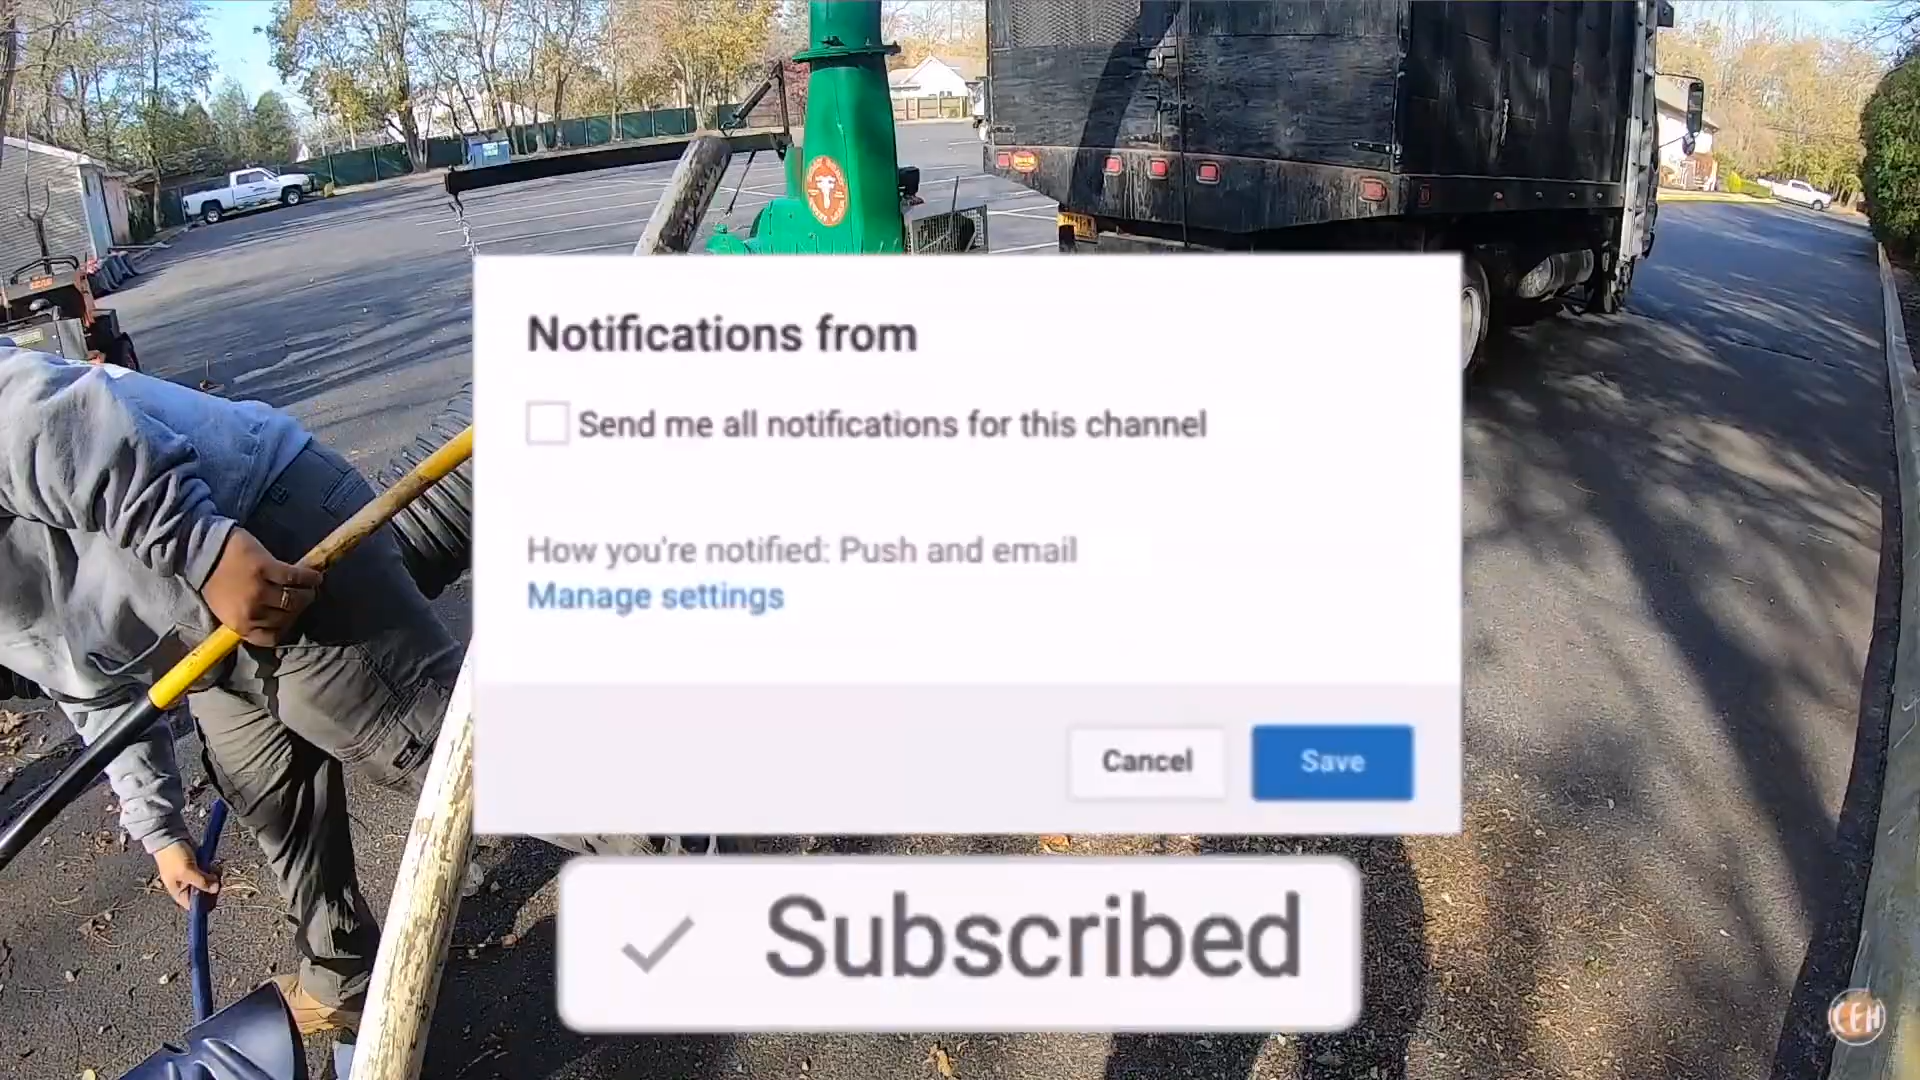 Notifications from
Send me all notifications for this channel
How you're notified: Push and email
Manage settings
Cancel
Save
Subscribed
CEH